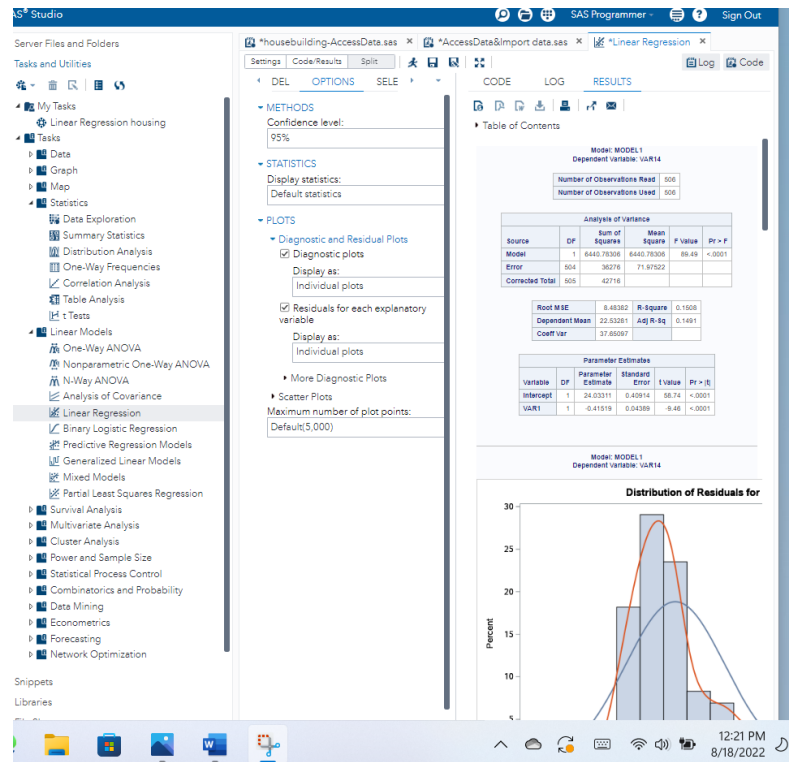 AS® Studio
SAS Programmer
Sign Out
Server Files and Folders
Tasks and Utilities
My Tasks
Linear Regression housing
Tasks
Data
Graph
Map
Statistics
Data Exploration
Summary Statistics
Distribution Analysis
One-Way Frequencies
Correlation Analysis
Table Analysis
t Tests
Linear Models
One-Way ANOVA
Nonparametric One-Way ANOVA
N-Way ANOVA
Analysis of Covariance
Linear Regression
Binary Logistic Regression
Predictive Regression Models
Generalized Linear Models
Mixed Models
Partial Least Squares Regression
Survival Analysis
Multivariate Analysis
Cluster Analysis
Power and Sample Size
Statistical Process Control
Combinatorics and Probability
Data Mining
Econometrics
Forecasting
Network Optimization
Snippets
Libraries
*housebuilding-AccessData.sas × *AccessData&Import data.sas × *Linear Regression ×
Settings Code/Results Split
Log Code
DEL OPTIONS SELE
METHODS
Confidence level:
95%
STATISTICS
Display statistics:
Default statistics
PLOTS
Diagnostic and Residual Plots
Diagnostic plots
Display as:
Individual plots
Residuals for each explanatory
variable
Display as:
Individual plots
More Diagnostic Plots
Scatter Plots
Maximum number of plot points:
Default(5,000)
CODE LOG RESULTS
Table of Contents
Model: MODEL1
Dependent Variable: VAR14
Number of Observations Read 506
Number of Observations Used 506
Analysis of Variance
Source DF Sum of Squares Mean Square F Value Pr > F
Model 1 6440.78306 6440.78306 89.49 <.0001
Error 504 36276 71.97522
Corrected Total 505 42716
Root MSE 8.48382 R-Square 0.1508
Dependent Mean 22.53281 Adj R-Sq 0.1491
Coeff Var 37.65097
Parameter Estimates
Variable DF Parameter Estimate Standard Error t Value Pr > |t|
Intercept 1 24.03311 0.40914 58.74 <.0001
VAR1 1 -0.41519 0.04389 -9.46 <.0001
Model: MODEL1
Dependent Variable: VAR14
Distribution of Residuals for
30
25
20
15
10
5
Percent
12:21 PM
8/18/2022